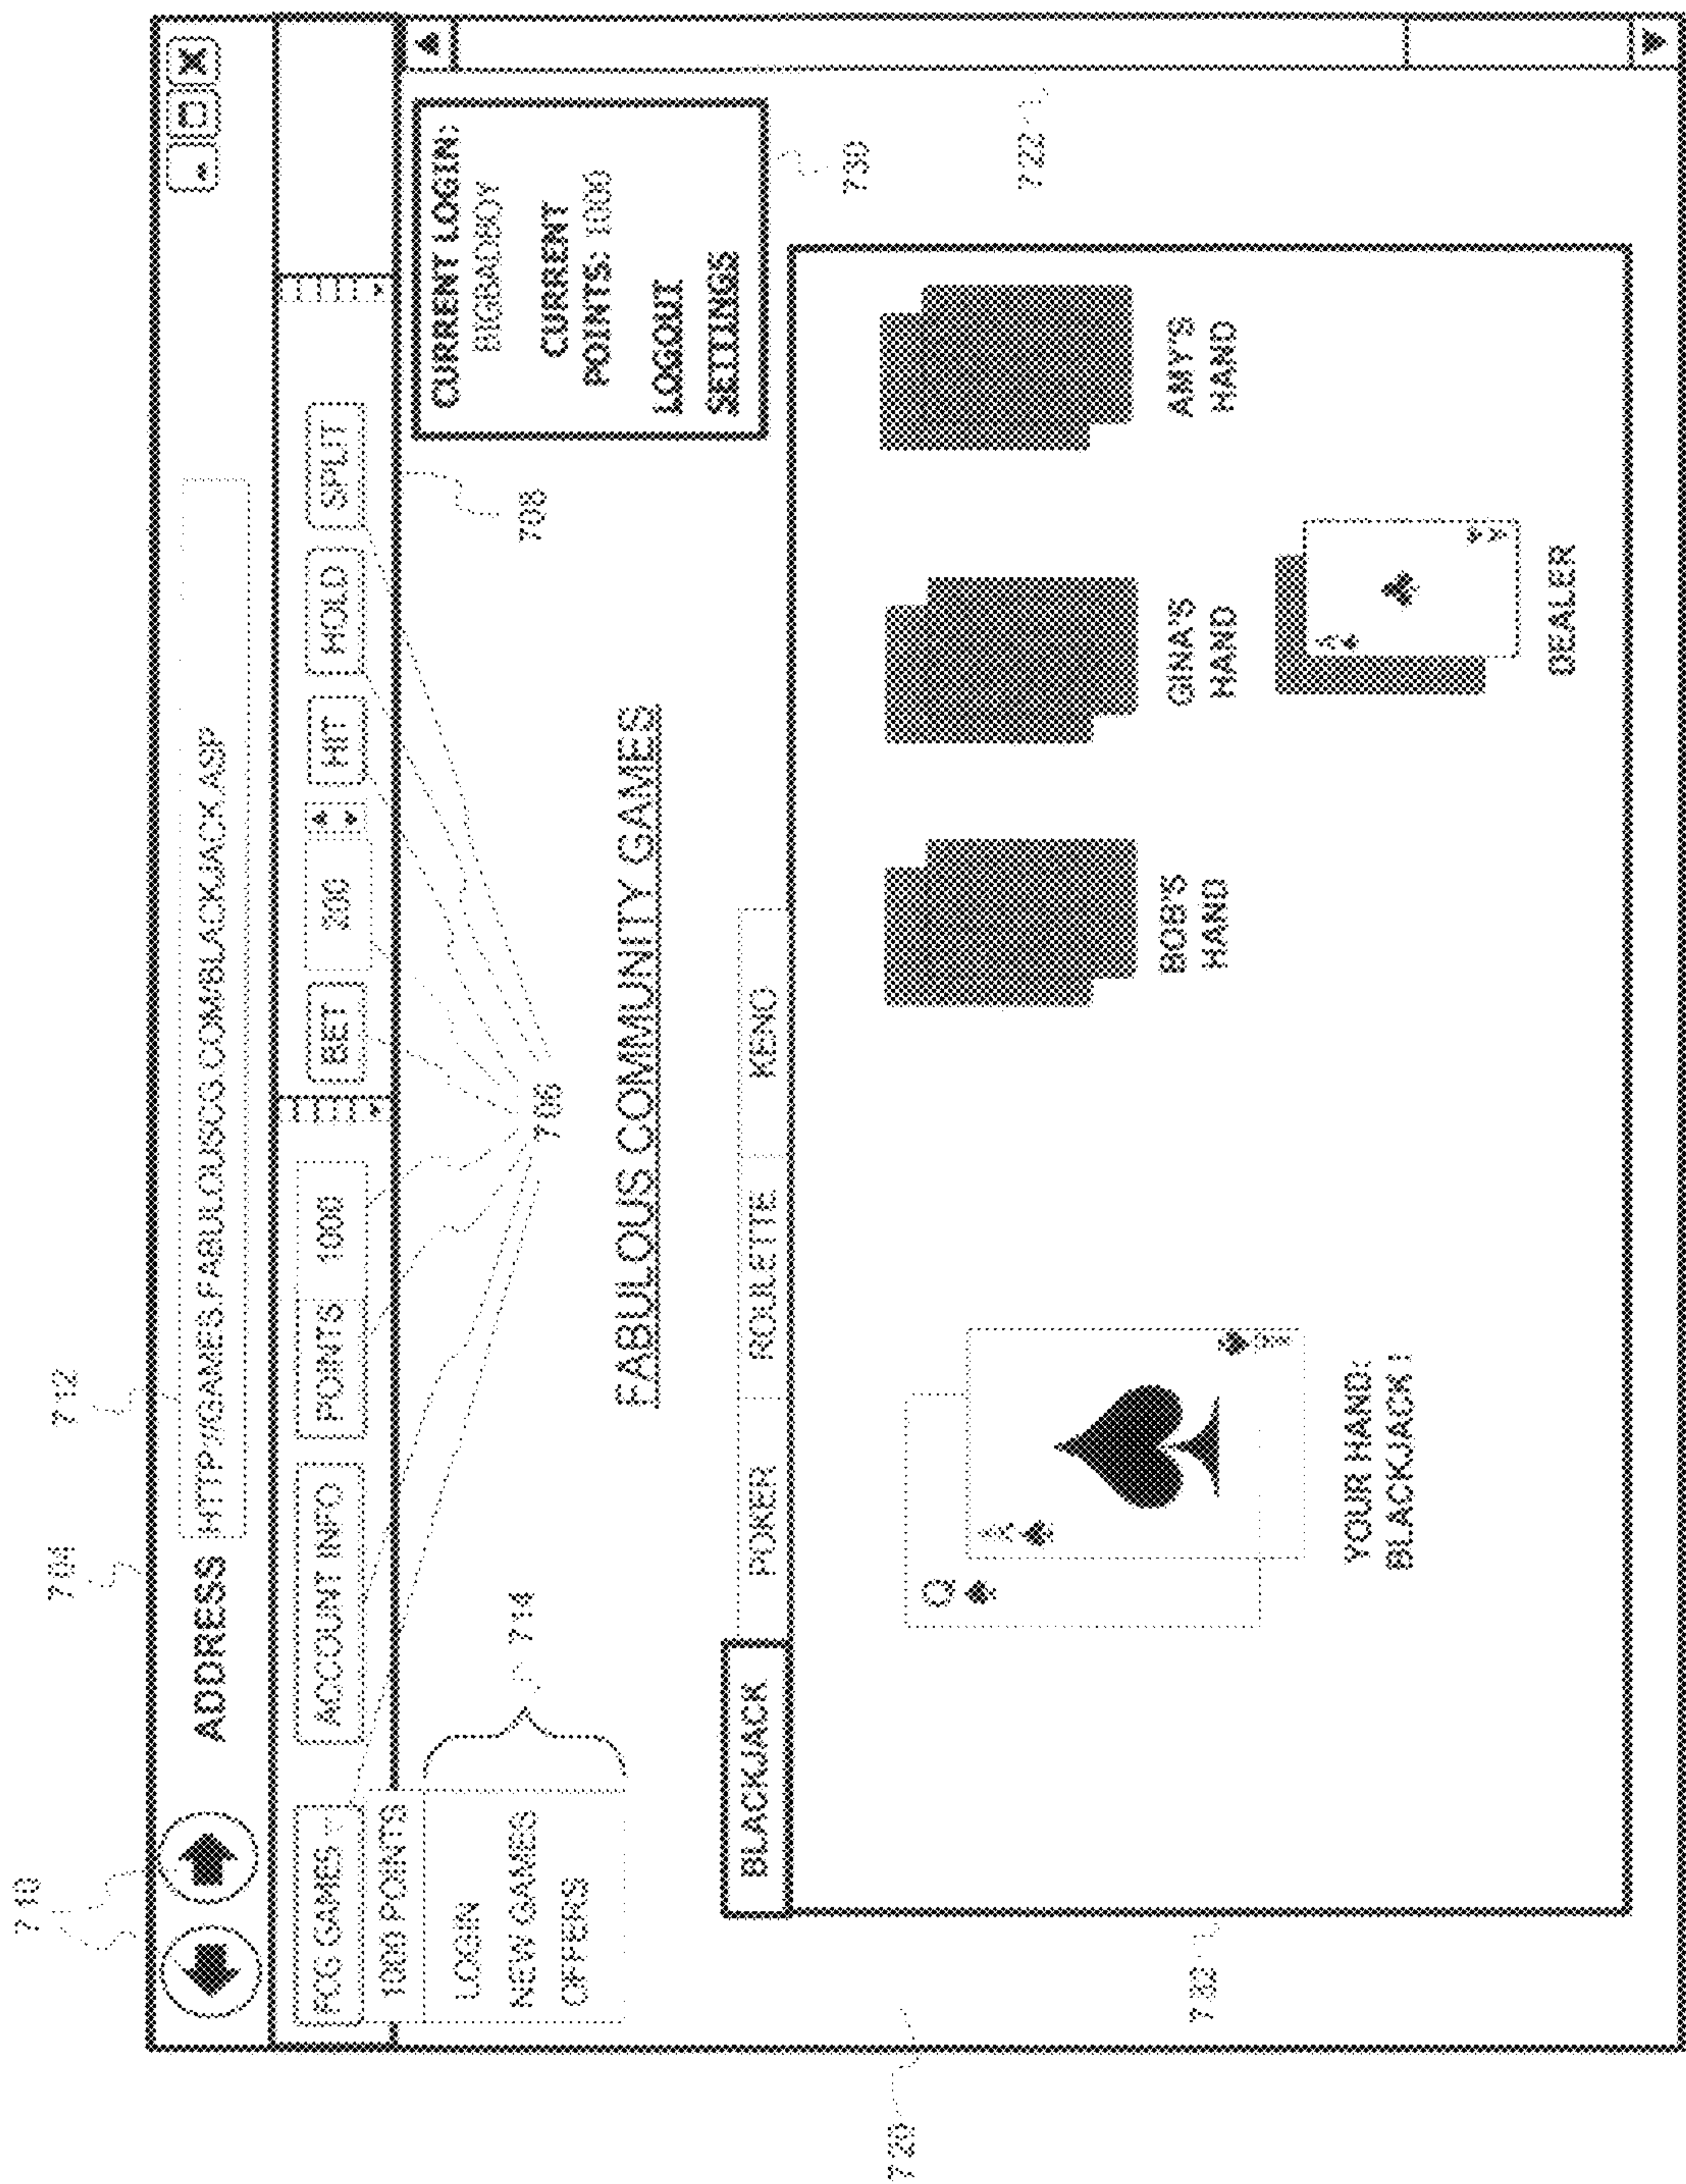 710
704
712
ADDRESS
HTTP://GAMES.FABULOUSCG.COM/BLACKJACK.ASP
FCG GAMES
ACCOUNT INFO
POINTS
1000
BET
200
HIT
HOLD
SPLIT
1000 POINTS
LOGIN
NEW GAMES
OFFERS
714
706
708
CURRENT LOGIN:
BIGBADBOY
CURRENT
POINTS: 1000
LOGOUT
SETTINGS
730
722
FABULOUS COMMUNITY GAMES
BLACKJACK
POKER
ROULETTE
KENO
Q
BOB'S
HAND
GINA'S
HAND
AMY'S
HAND
YOUR HAND:
BLACKJACK !
A
DEALER
732
720